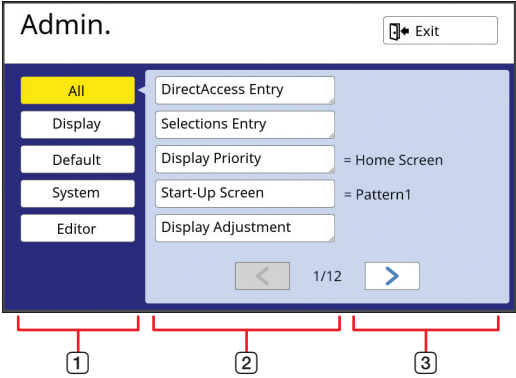 Admin.
Exit
All
DirectAccess Entry
Display
Selections Entry
Default
Display Priority = Home Screen
System
Start-Up Screen = Pattern1
Editor
Display Adjustment
1/12
1 2 3